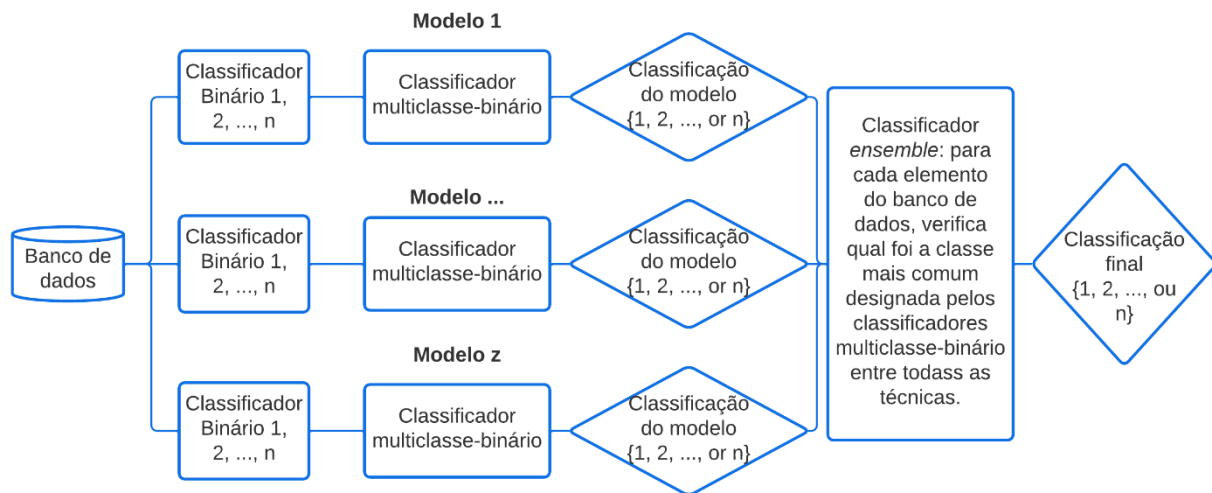 Modelo 1
Classificador
Binário 1,
2, ..., n
Classificador
multiclasse-binário
Classificação
do modelo
{1, 2, ..., or n}
Modelo ...
Banco de
dados
Classificador
Binário 1,
2, ..., n
Classificador
multiclasse-binário
Classificação
do modelo
{1, 2, ..., or n}
Modelo z
Classificador
Binário 1,
2, ..., n
Classificador
multiclasse-binário
Classificação
do modelo
{1, 2, ..., or n}
Classificador
ensemble: para
cada elemento
do banco de
dados, verifica
qual foi a classe
mais comum
designada pelos
classificadores
multiclasse-binário
entre todass as
técnicas.
Classificação
final
{1, 2, ..., ou
n}